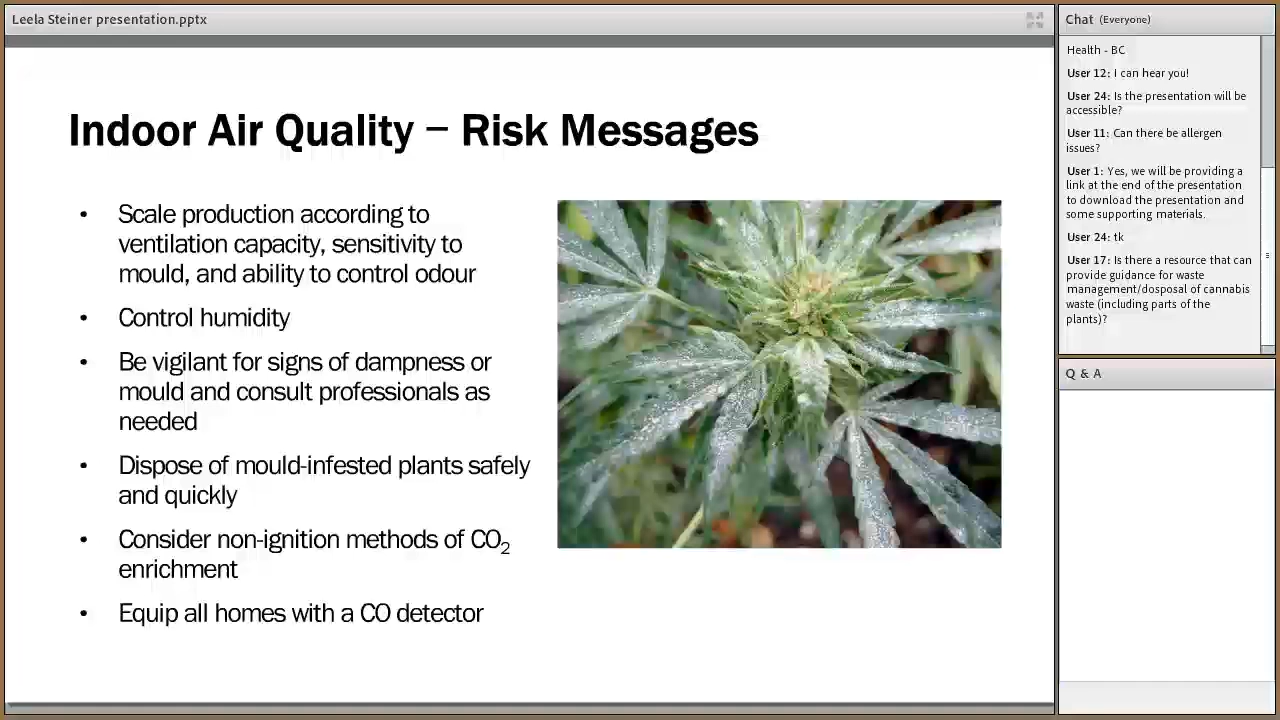 Leela Steiner presentation.pptx
Indoor Air Quality – Risk Messages
• Scale production according to
ventilation capacity, sensitivity to
mould, and ability to control odour
• Control humidity
• Be vigilant for signs of dampness or
mould and consult professionals as
needed
• Dispose of mould-infested plants safely
and quickly
• Consider non-ignition methods of CO₂
enrichment
• Equip all homes with a CO detector
Chat (Everyone)
Health - BC
User 12: I can hear you!
User 24: Is the presentation will be
accessible?
User 11: Can there be allergen
issues?
User 1: Yes, we will be providing a
link at the end of the presentation
to download the presentation and
some supporting materials.
User 24: tk
User 17: Is there a resource that can
provide guidance for waste
management/dosposal of cannabis
waste (including parts of the
plants)?
Q & A